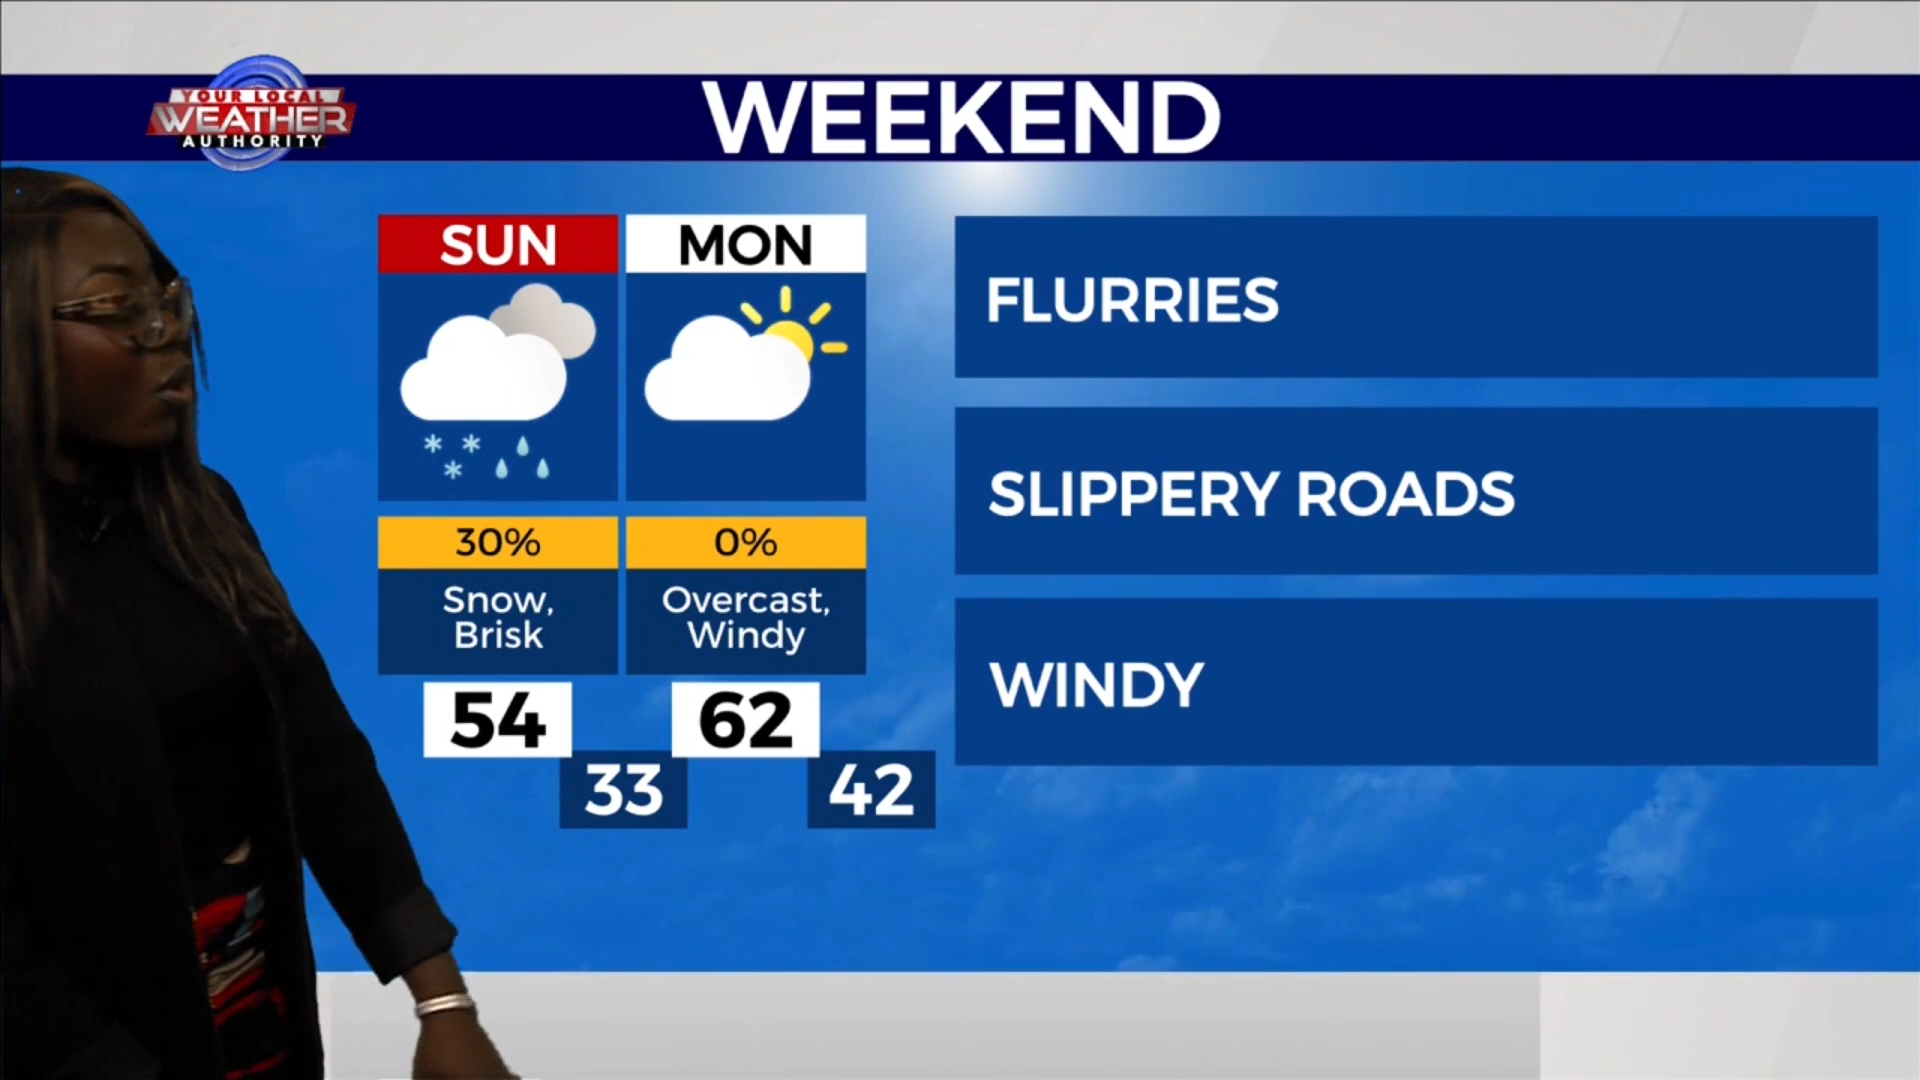 YOUR LOCAL
WEATHER
AUTHORITY
WEEKEND
SUN
MON
30%
0%
Snow,
Brisk
Overcast,
Windy
54
62
33
42
FLURRIES
SLIPPERY ROADS
WINDY